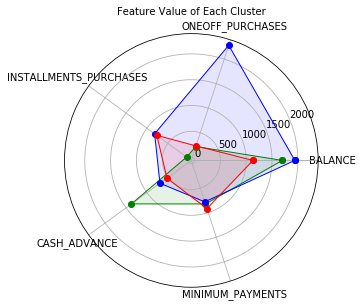 Feature Value of Each Cluster
ONEOFF_PURCHASES
INSTALLMENTS_PURCHASES
2000
1500
1000
500
0
BALANCE
CASH_ADVANCE
MINIMUM_PAYMENTS